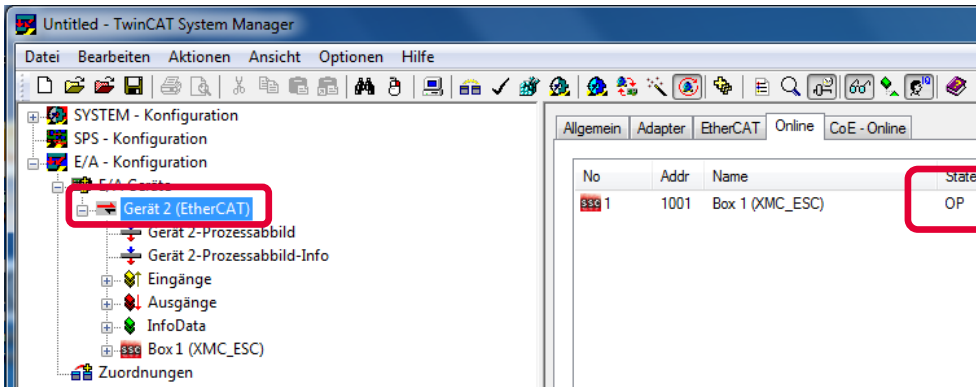 Untitled - TwinCAT System Manager
Datei Bearbeiten Aktionen Ansicht Optionen Hilfe
SYSTEM - Konfiguration
SPS - Konfiguration
E/A - Konfiguration
E/A Geräte
Gerät 2 (EtherCAT)
Gerät 2-Prozessabbild
Gerät 2-Prozessabbild-Info
Eingänge
Ausgänge
InfoData
Box 1 (XMC_ESC)
Zuordnungen
Allgemein Adapter EtherCAT Online CoE - Online
No Addr Name State
ssc 1 1001 Box 1 (XMC_ESC) OP